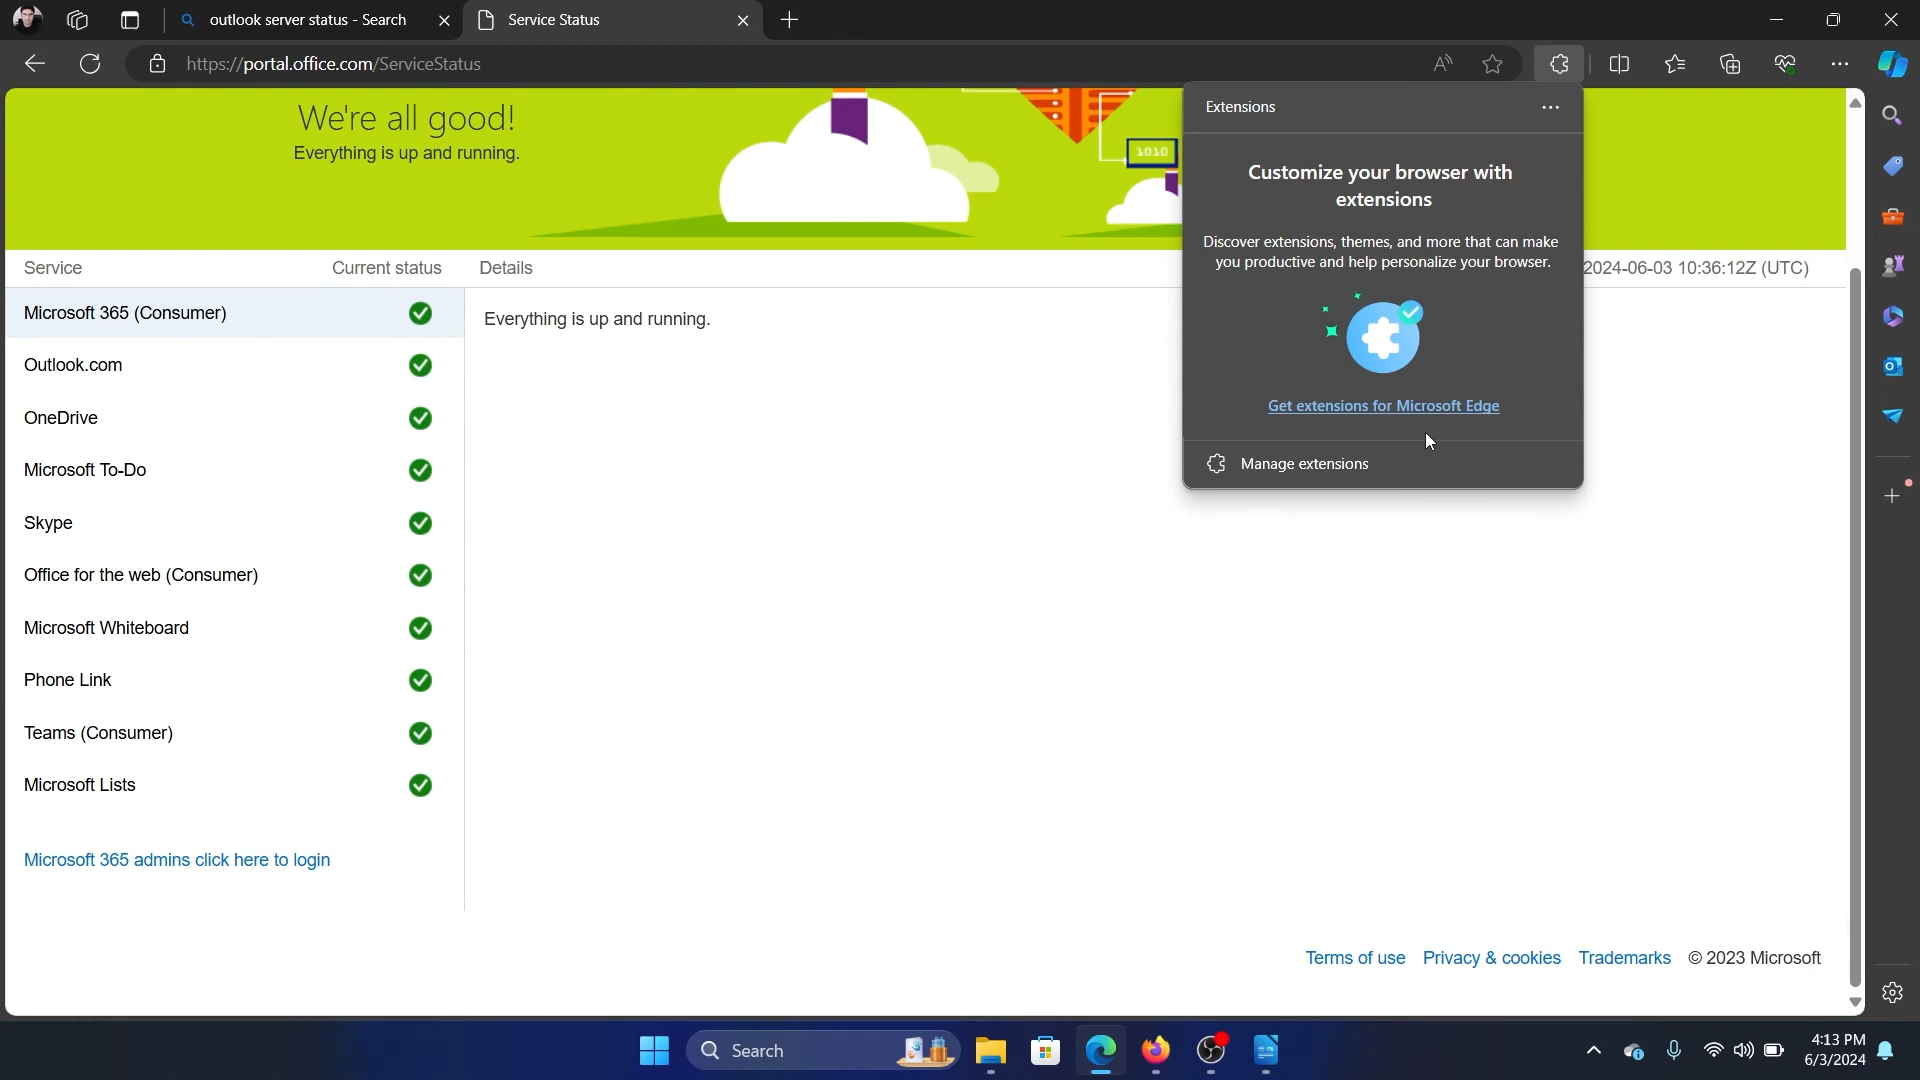 outlook server status - Search
Service Status
https://portal.office.com/ServiceStatus
We're all good!
Everything is up and running.
1010
Extensions
Customize your browser with
extensions
Discover extensions, themes, and more that can make
you productive and help personalize your browser.
Get extensions for Microsoft Edge
Manage extensions
Service
Current status
Details
2024-06-03 10:36:12Z (UTC)
Microsoft 365 (Consumer)
Everything is up and running.
Outlook.com
OneDrive
Microsoft To-Do
Skype
Office for the web (Consumer)
Microsoft Whiteboard
Phone Link
Teams (Consumer)
Microsoft Lists
Microsoft 365 admins click here to login
Terms of use Privacy & cookies Trademarks © 2023 Microsoft
Search
4:13 PM
6/3/2024